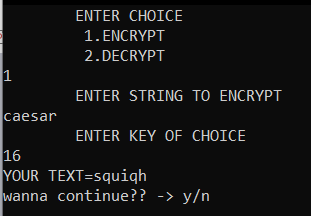 ENTER CHOICE
1.ENCRYPT
2.DECRYPT
1
ENTER STRING TO ENCRYPT
caesar
ENTER KEY OF CHOICE
16
YOUR TEXT=squiqh
wanna continue?? -> y/n